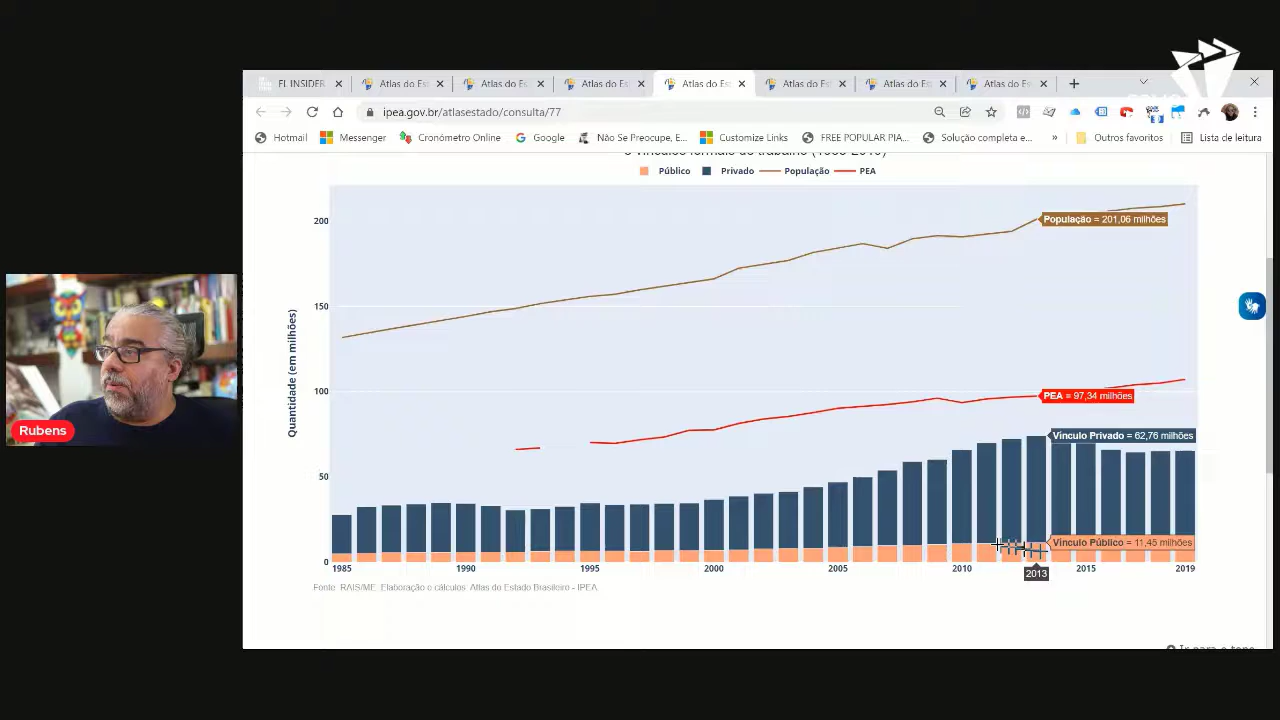 FL INSIDER
Atlas do Es
Atlas do Es
Atlas do Es
Atlas do Es
Atlas do Es
Atlas do Es
Atlas do Es
ipea.gov.br/atlasestado/consulta/77
Hotmail Messenger Cronómetro Online Google Não Se Preocupe, E... Customize Links FREE POPULAR PIA... Solução completa e... » Outros favoritos Lista de leitura
Público Privado População PEA
200
População = 201,06 milhões
150
Quantidade (em milhões)
100
PEA = 97,34 milhões
Vínculo Privado = 62,76 milhões
50
Vínculo Público = 11,45 milhões
0
1985 1990 1995 2000 2005 2010 2015 2019
2013
Fonte: RAIS/ME. Elaboração e cálculos: Atlas do Estado Brasileiro - IPEA.
Rubens